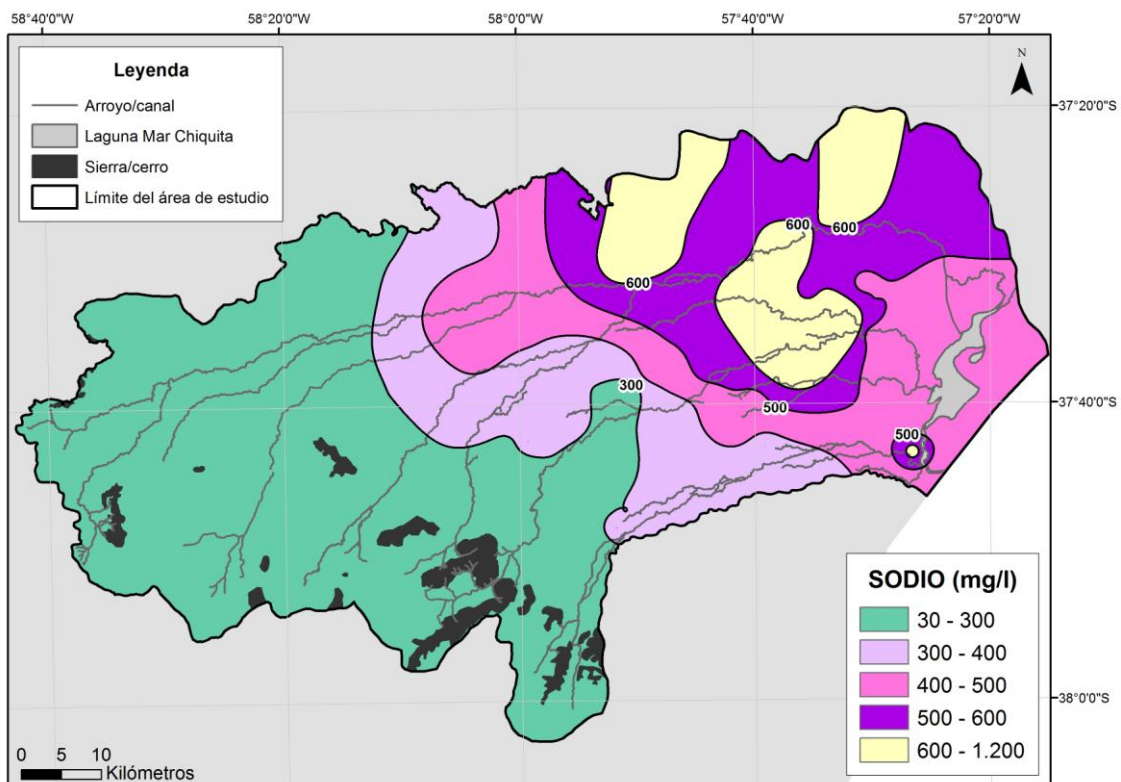 58°40'0"W
58°20'0"W
58°0'0"W
57°40'0"W
57°20'0"W
Leyenda
Arroyo/canal
Laguna Mar Chiquita
Sierra/cerro
Límite del área de estudio
N
37°20'0"S
600
600
600
300
500
37°40'0"S
500
SODIO (mg/l)
30 - 300
300 - 400
400 - 500
500 - 600
600 - 1.200
38°0'0"S
0 5 10
Kilómetros